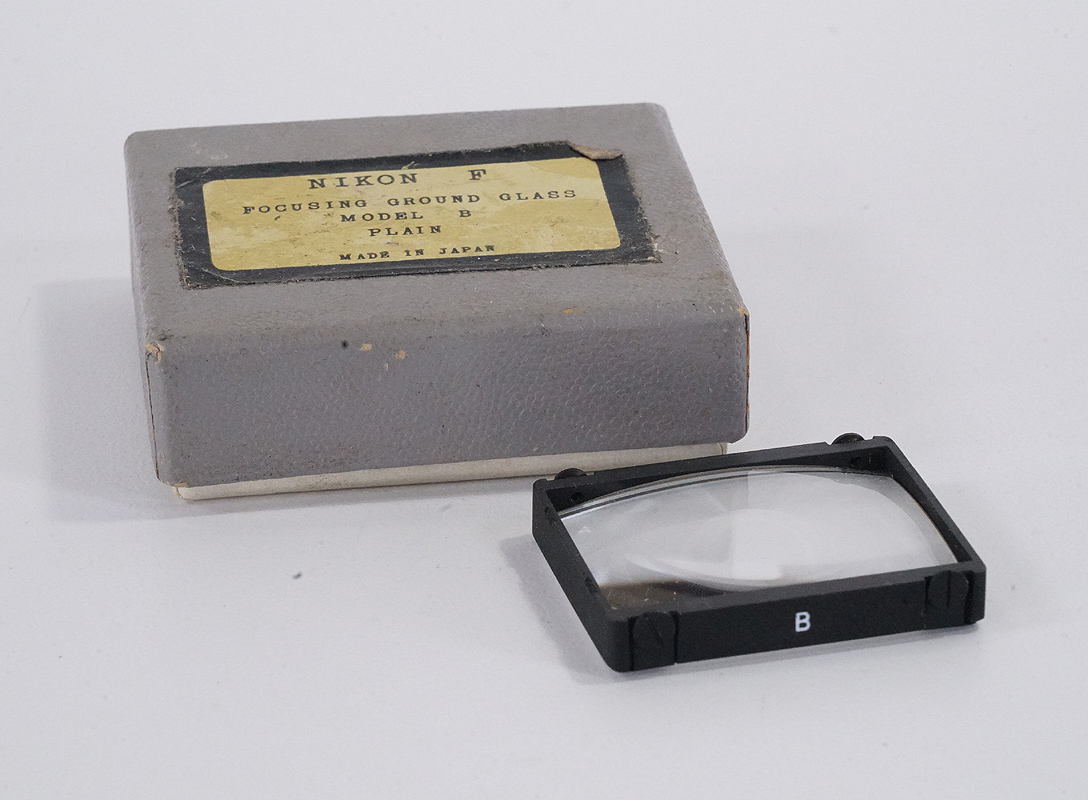 NIKON F
FOCUSING GROUND GLASS
MODEL B
PLAIN
MADE IN JAPAN
B